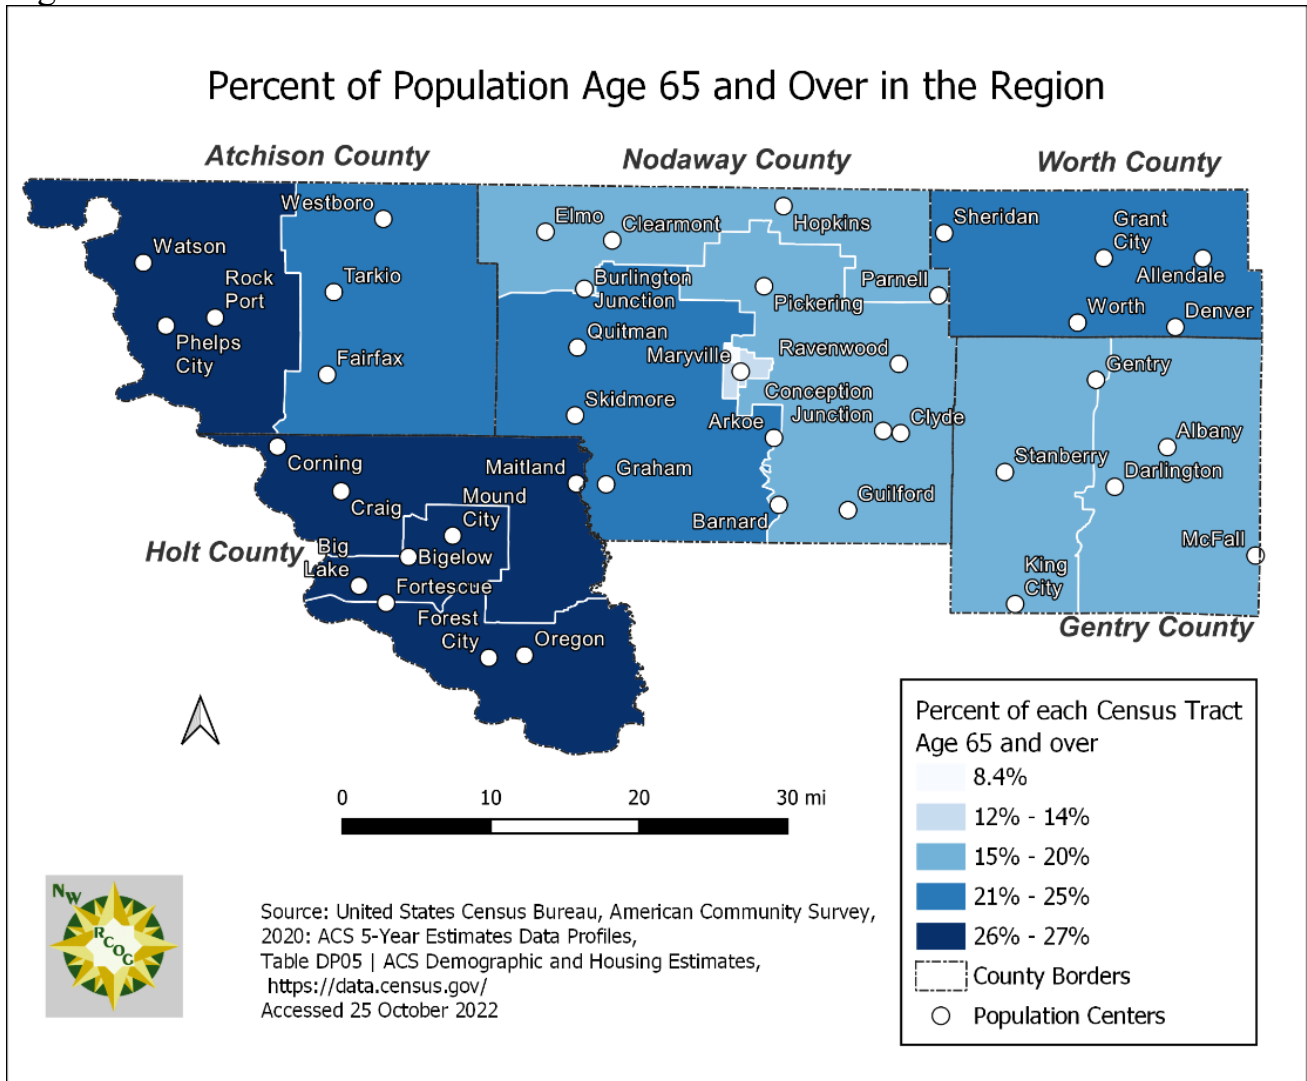 Percent of Population Age 65 and Over in the Region
Atchison County
Nodaway County
Worth County
Westboro
Elmo
Clearmont
Hopkins
Sheridan
Grant
City
Watson
Rock
Port
Tarkio
Burlington
Junction
Pickering
Parnell
Allendale
Phelps
City
Quitman
Worth
Denver
Fairfax
Maryville
Ravenwood
Gentry
Skidmore
Conception
Junction
Clyde
Arkoe
Albany
Corning
Maitland
Graham
Stanberry
Darlington
Craig
Mound
City
Barnard
Guilford
Holt County
Big
Lake
Bigelow
McFall
Fortescue
King
City
Forest
City
Oregon
Gentry County
Percent of each Census Tract
Age 65 and over
8.4%
12% - 14%
15% - 20%
21% - 25%
26% - 27%
County Borders
Population Centers
0 10 20 30 mi
NW
RCOG
Source: United States Census Bureau, American Community Survey,
2020: ACS 5-Year Estimates Data Profiles,
Table DP05 | ACS Demographic and Housing Estimates,
https://data.census.gov/
Accessed 25 October 2022